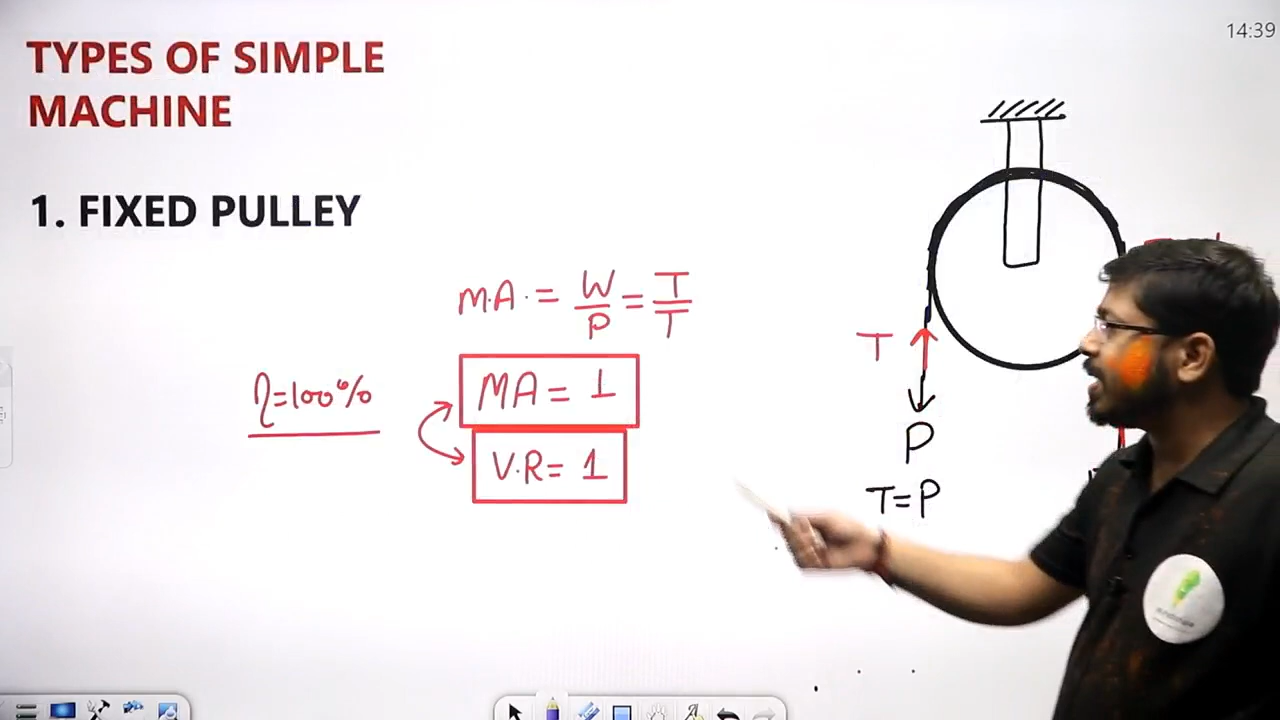 14:39
TYPES OF SIMPLE
MACHINE
1. FIXED PULLEY
M.A. = W/P = T/T
η=100%
MA = 1
V.R = 1
T
P
T=P